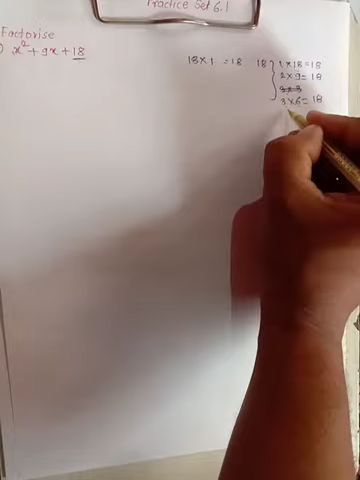 Practice Set 6.1
Factorise
) x² + 9x + 18
18 × 1 = 18 18 { 1 × 18 = 18
2 × 9 = 18
3 × 6 = 18